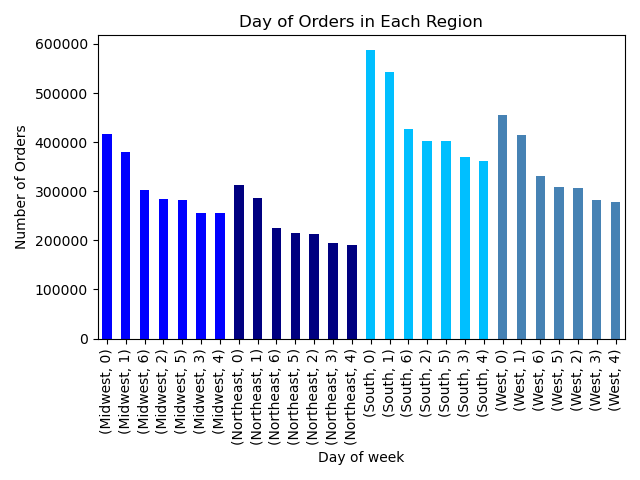 Day of Orders in Each Region
600000
500000
400000
300000
200000
100000
0
Number of Orders
(Midwest, 0)
(Midwest, 1)
(Midwest, 6)
(Midwest, 2)
(Midwest, 5)
(Midwest, 3)
(Midwest, 4)
(Northeast, 0)
(Northeast, 1)
(Northeast, 6)
(Northeast, 5)
(Northeast, 2)
(Northeast, 3)
(Northeast, 4)
(South, 0)
(South, 1)
(South, 6)
(South, 2)
(South, 5)
(South, 3)
(South, 4)
(West, 0)
(West, 1)
(West, 6)
(West, 5)
(West, 2)
(West, 3)
(West, 4)
Day of week